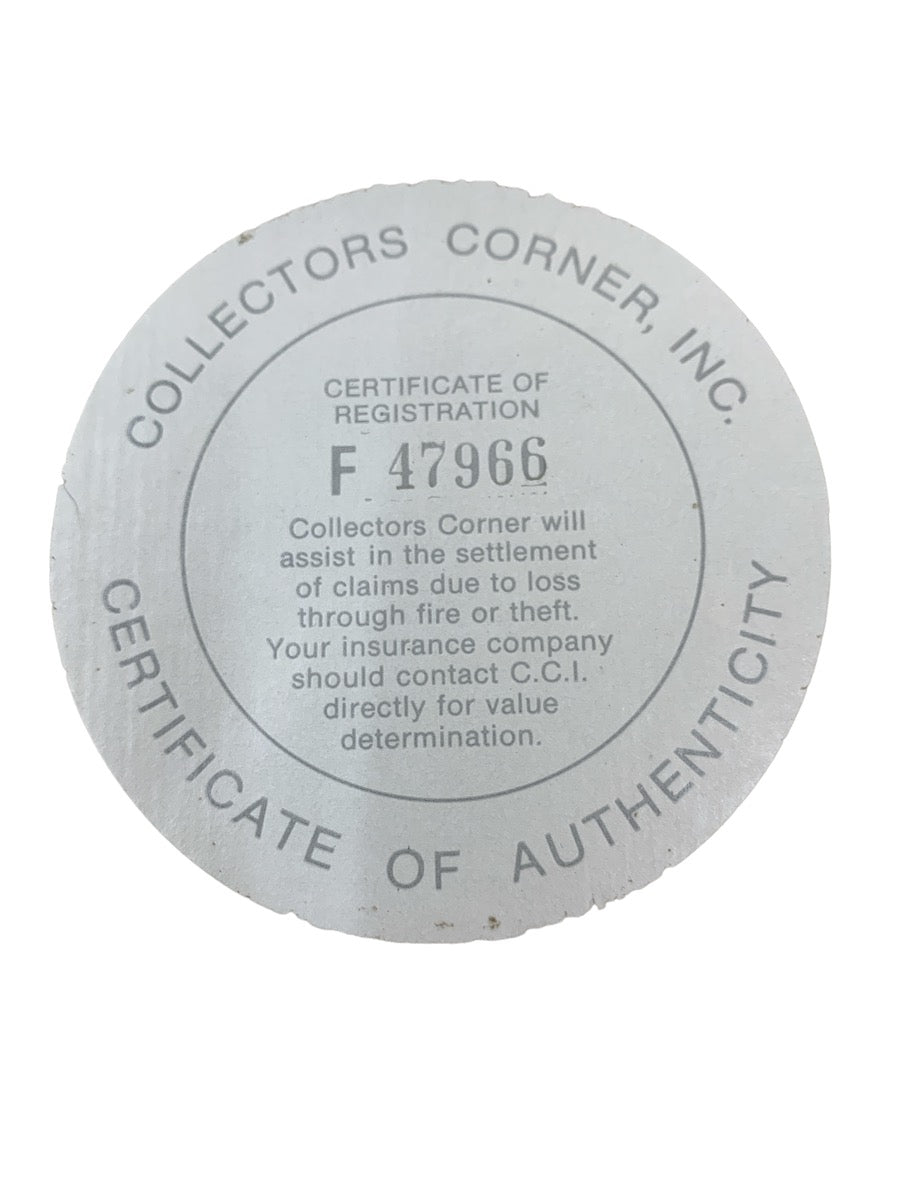 COLLECTORS CORNER, INC.
CERTIFICATE OF
REGISTRATION
F 47966
Collectors Corner will
assist in the settlement
of claims due to loss
through fire or theft.
Your insurance company
should contact C.C.I.
directly for value
determination.
CERTIFICATE OF AUTHENTICITY